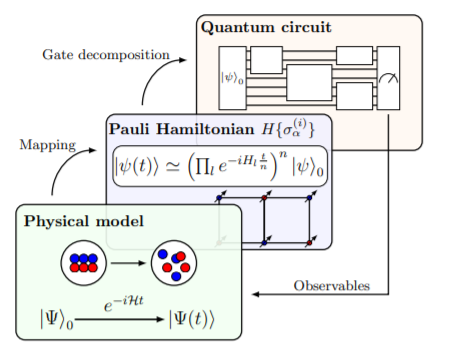 Quantum circuit
Gate decomposition
|ψ⟩₀
Pauli Hamiltonian H{σ_α^{(i)}}
Mapping
|ψ(t)⟩ ≃ (∏_l e^{-iH_l t/n})^n |ψ⟩₀
Physical model
Observables
e^{-iℋt}
|Ψ⟩₀ |Ψ(t)⟩